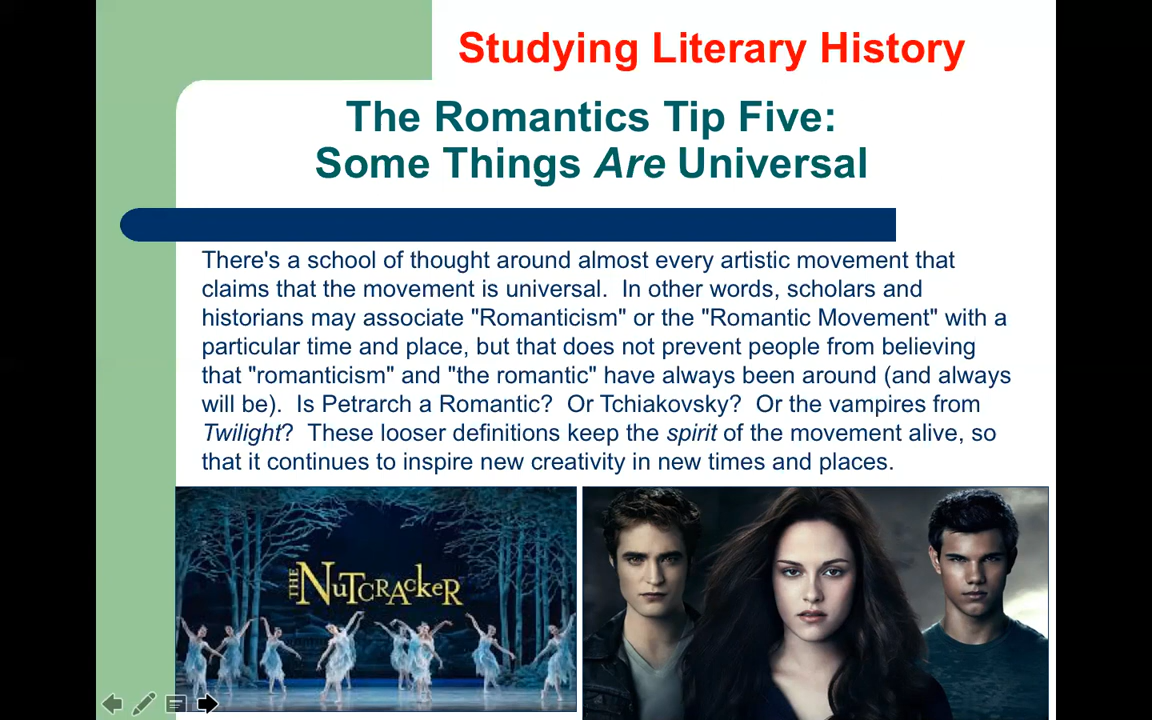 Studying Literary History
The Romantics Tip Five:
Some Things Are Universal
There's a school of thought around almost every artistic movement that
claims that the movement is universal.  In other words, scholars and
historians may associate "Romanticism" or the "Romantic Movement" with a
particular time and place, but that does not prevent people from believing
that "romanticism" and "the romantic" have always been around (and always
will be).  Is Petrarch a Romantic?  Or Tchiakovsky?  Or the vampires from
Twilight?  These looser definitions keep the spirit of the movement alive, so
that it continues to inspire new creativity in new times and places.
THE NUTCRACKER